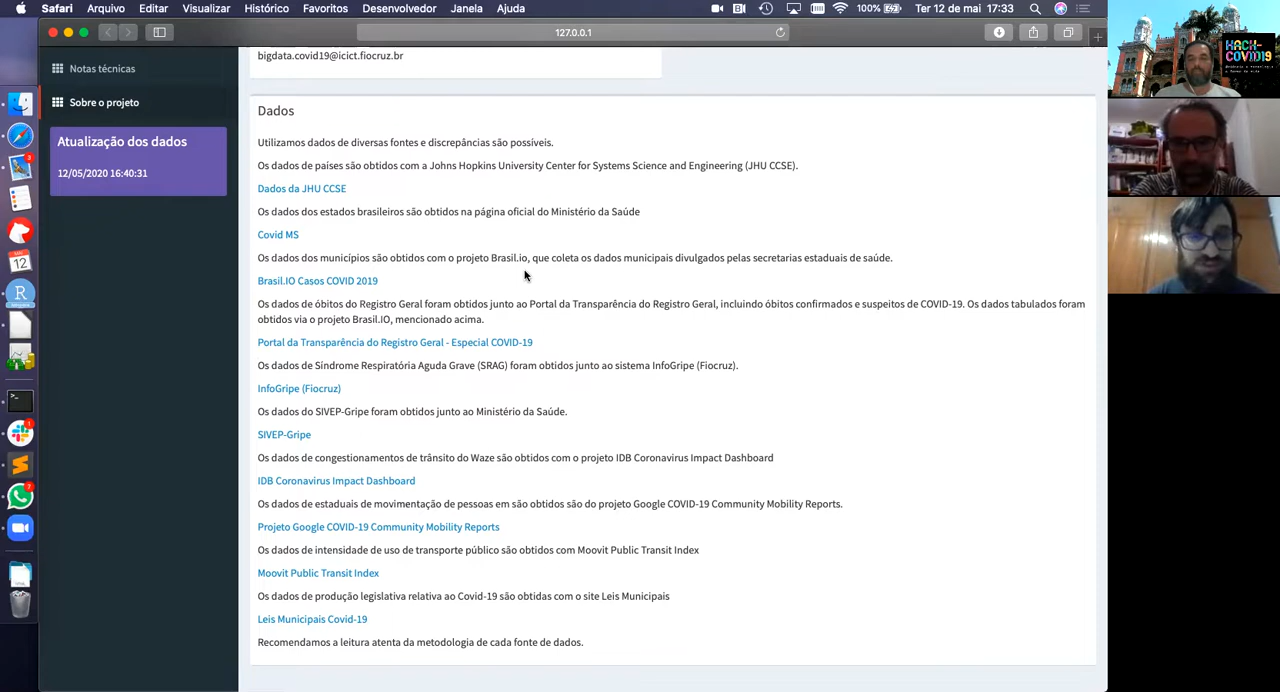 Safari Arquivo Editar Visualizar Histórico Favoritos Desenvolvedor Janela Ajuda 100% Ter 12 de mai 17:33
127.0.0.1
HACK-COVID19
Notas técnicas
Sobre o projeto
Atualização dos dados
12/05/2020 16:40:31
bigdata.covid19@icict.fiocruz.br
Dados
Utilizamos dados de diversas fontes e discrepâncias são possíveis.
Os dados de países são obtidos com a Johns Hopkins University Center for Systems Science and Engineering (JHU CCSE).
Dados da JHU CCSE
Os dados dos estados brasileiros são obtidos na página oficial do Ministério da Saúde
Covid MS
Os dados dos municípios são obtidos com o projeto Brasil.io, que coleta os dados municipais divulgados pelas secretarias estaduais de saúde.
Brasil.IO Casos COVID 2019
Os dados de óbitos do Registro Geral foram obtidos junto ao Portal da Transparência do Registro Geral, incluindo óbitos confirmados e suspeitos de COVID-19. Os dados tabulados foram
obtidos via o projeto Brasil.IO, mencionado acima.
Portal da Transparência do Registro Geral - Especial COVID-19
Os dados de Síndrome Respiratória Aguda Grave (SRAG) foram obtidos junto ao sistema InfoGripe (Fiocruz).
InfoGripe (Fiocruz)
Os dados do SIVEP-Gripe foram obtidos junto ao Ministério da Saúde.
SIVEP-Gripe
Os dados de congestionamentos de trânsito do Waze são obtidos com o projeto IDB Coronavirus Impact Dashboard
IDB Coronavirus Impact Dashboard
Os dados de estaduais de movimentação de pessoas em são obtidos são do projeto Google COVID-19 Community Mobility Reports.
Projeto Google COVID-19 Community Mobility Reports
Os dados de intensidade de uso de transporte público são obtidos com Moovit Public Transit Index
Moovit Public Transit Index
Os dados de produção legislativa relativa ao Covid-19 são obtidas com o site Leis Municipais
Leis Municipais Covid-19
Recomendamos a leitura atenta da metodologia de cada fonte de dados.